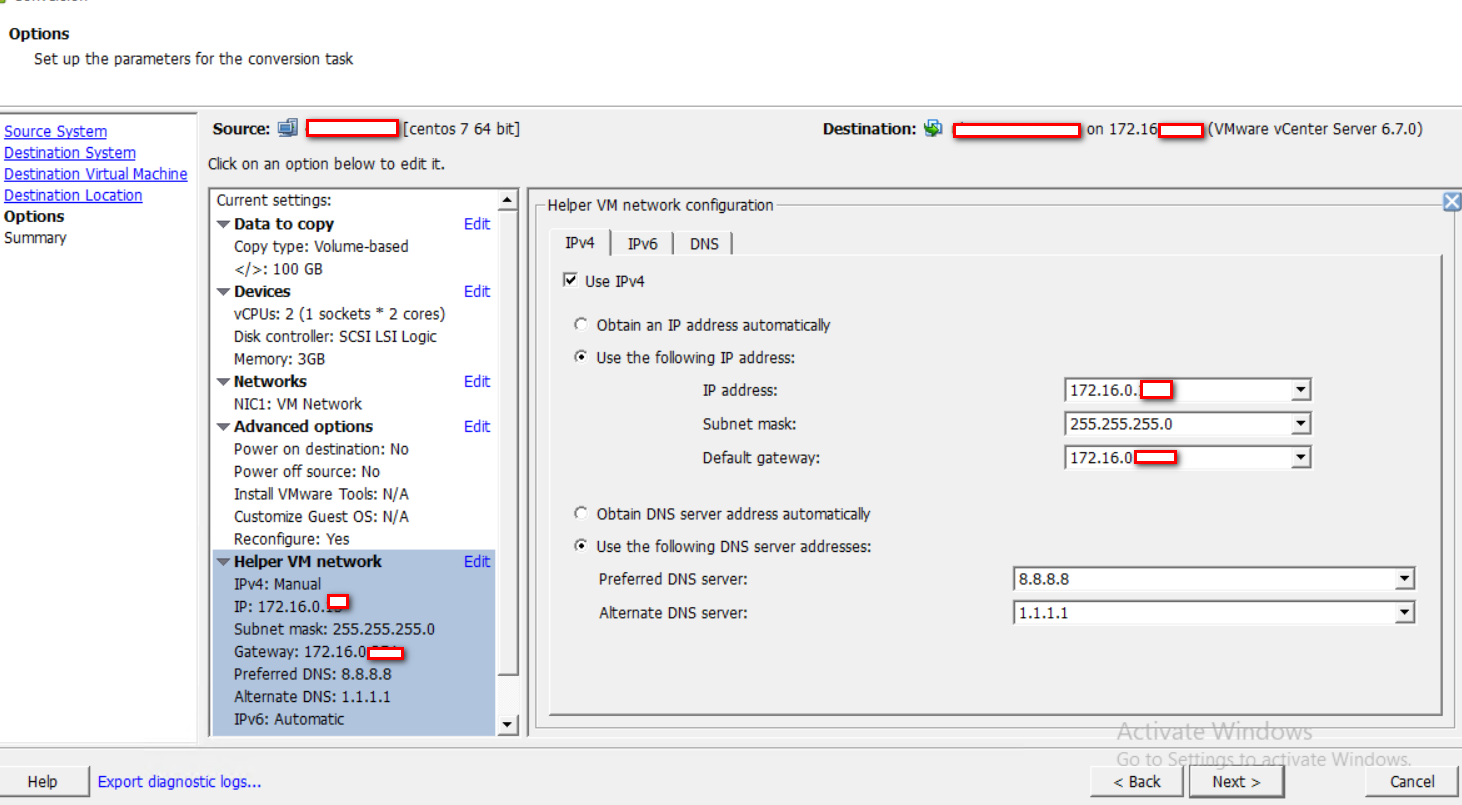 Options
Set up the parameters for the conversion task
Source System
Destination System
Destination Virtual Machine
Destination Location
Options
Summary
Source: [centos 7 64 bit]
Destination: on 172.16 (VMware vCenter Server 6.7.0)
Click on an option below to edit it.
Current settings:
Data to copy Edit
Copy type: Volume-based
</>: 100 GB
Devices Edit
vCPUs: 2 (1 sockets * 2 cores)
Disk controller: SCSI LSI Logic
Memory: 3GB
Networks Edit
NIC1: VM Network
Advanced options Edit
Power on destination: No
Power off source: No
Install VMware Tools: N/A
Customize Guest OS: N/A
Reconfigure: Yes
Helper VM network Edit
IPv4: Manual
IP: 172.16.0.
Subnet mask: 255.255.255.0
Gateway: 172.16.0
Preferred DNS: 8.8.8.8
Alternate DNS: 1.1.1.1
IPv6: Automatic
Helper VM network configuration
IPv4 IPv6 DNS
Use IPv4
Obtain an IP address automatically
Use the following IP address:
IP address: 172.16.0.
Subnet mask: 255.255.255.0
Default gateway: 172.16.0
Obtain DNS server address automatically
Use the following DNS server addresses:
Preferred DNS server: 8.8.8.8
Alternate DNS server: 1.1.1.1
Activate Windows
Go to Settings to activate Windows.
Help
Export diagnostic logs...
< Back
Next >
Cancel